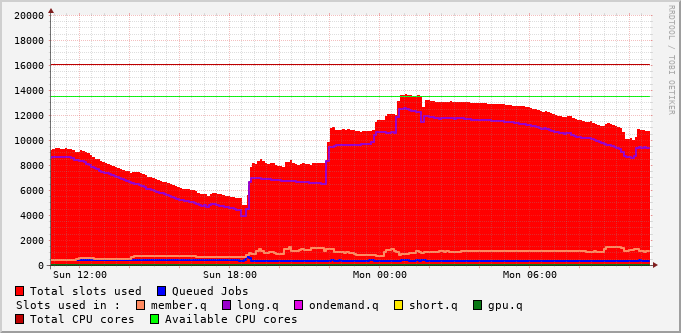 RRDTOOL / TOBI OETIKER
20000
18000
16000
14000
12000
10000
8000
6000
4000
2000
0
Sun 12:00 Sun 18:00 Mon 00:00 Mon 06:00
Total slots used Queued Jobs
Slots used in : member.q long.q ondemand.q short.q gpu.q
Total CPU cores Available CPU cores